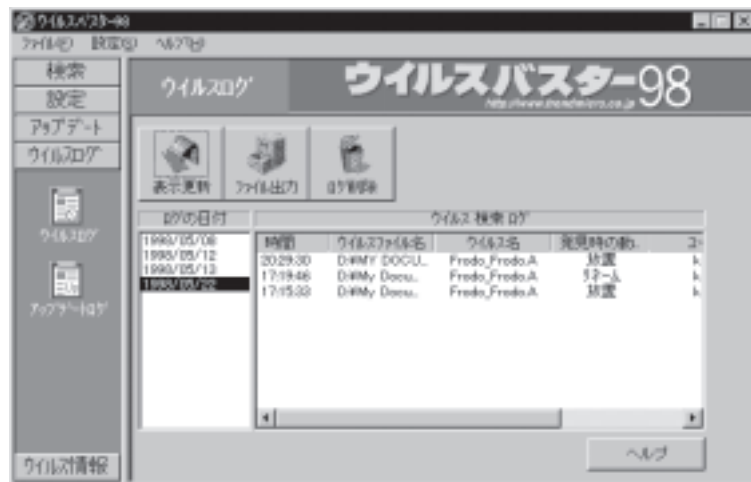 ウイルスバスター98
ファイル(F) 設定(S) ヘルプ(H)
検索
設定
アップデート
ウイルスログ
ウイルスログ
アップデートログ
ウイルス情報
ウイルスログ
ウイルスバスター98
http://www.trendmicro.co.jp
表示更新 ファイル出力 ログ削除
ログの日付
1998/05/08
1998/05/12
1998/05/13
1998/05/22
ウイルス検索ログ
時間 ウイルスファイル名 ウイルス名 発見時の動.. ユー
20:29:30 D:¥MY DOCU... Frodo_Frodo.A 放置 k
17:19:46 D:¥My Docu... Frodo_Frodo.A リネーム k
17:15:33 D:¥My Docu... Frodo_Frodo.A 放置 k
ヘルプ